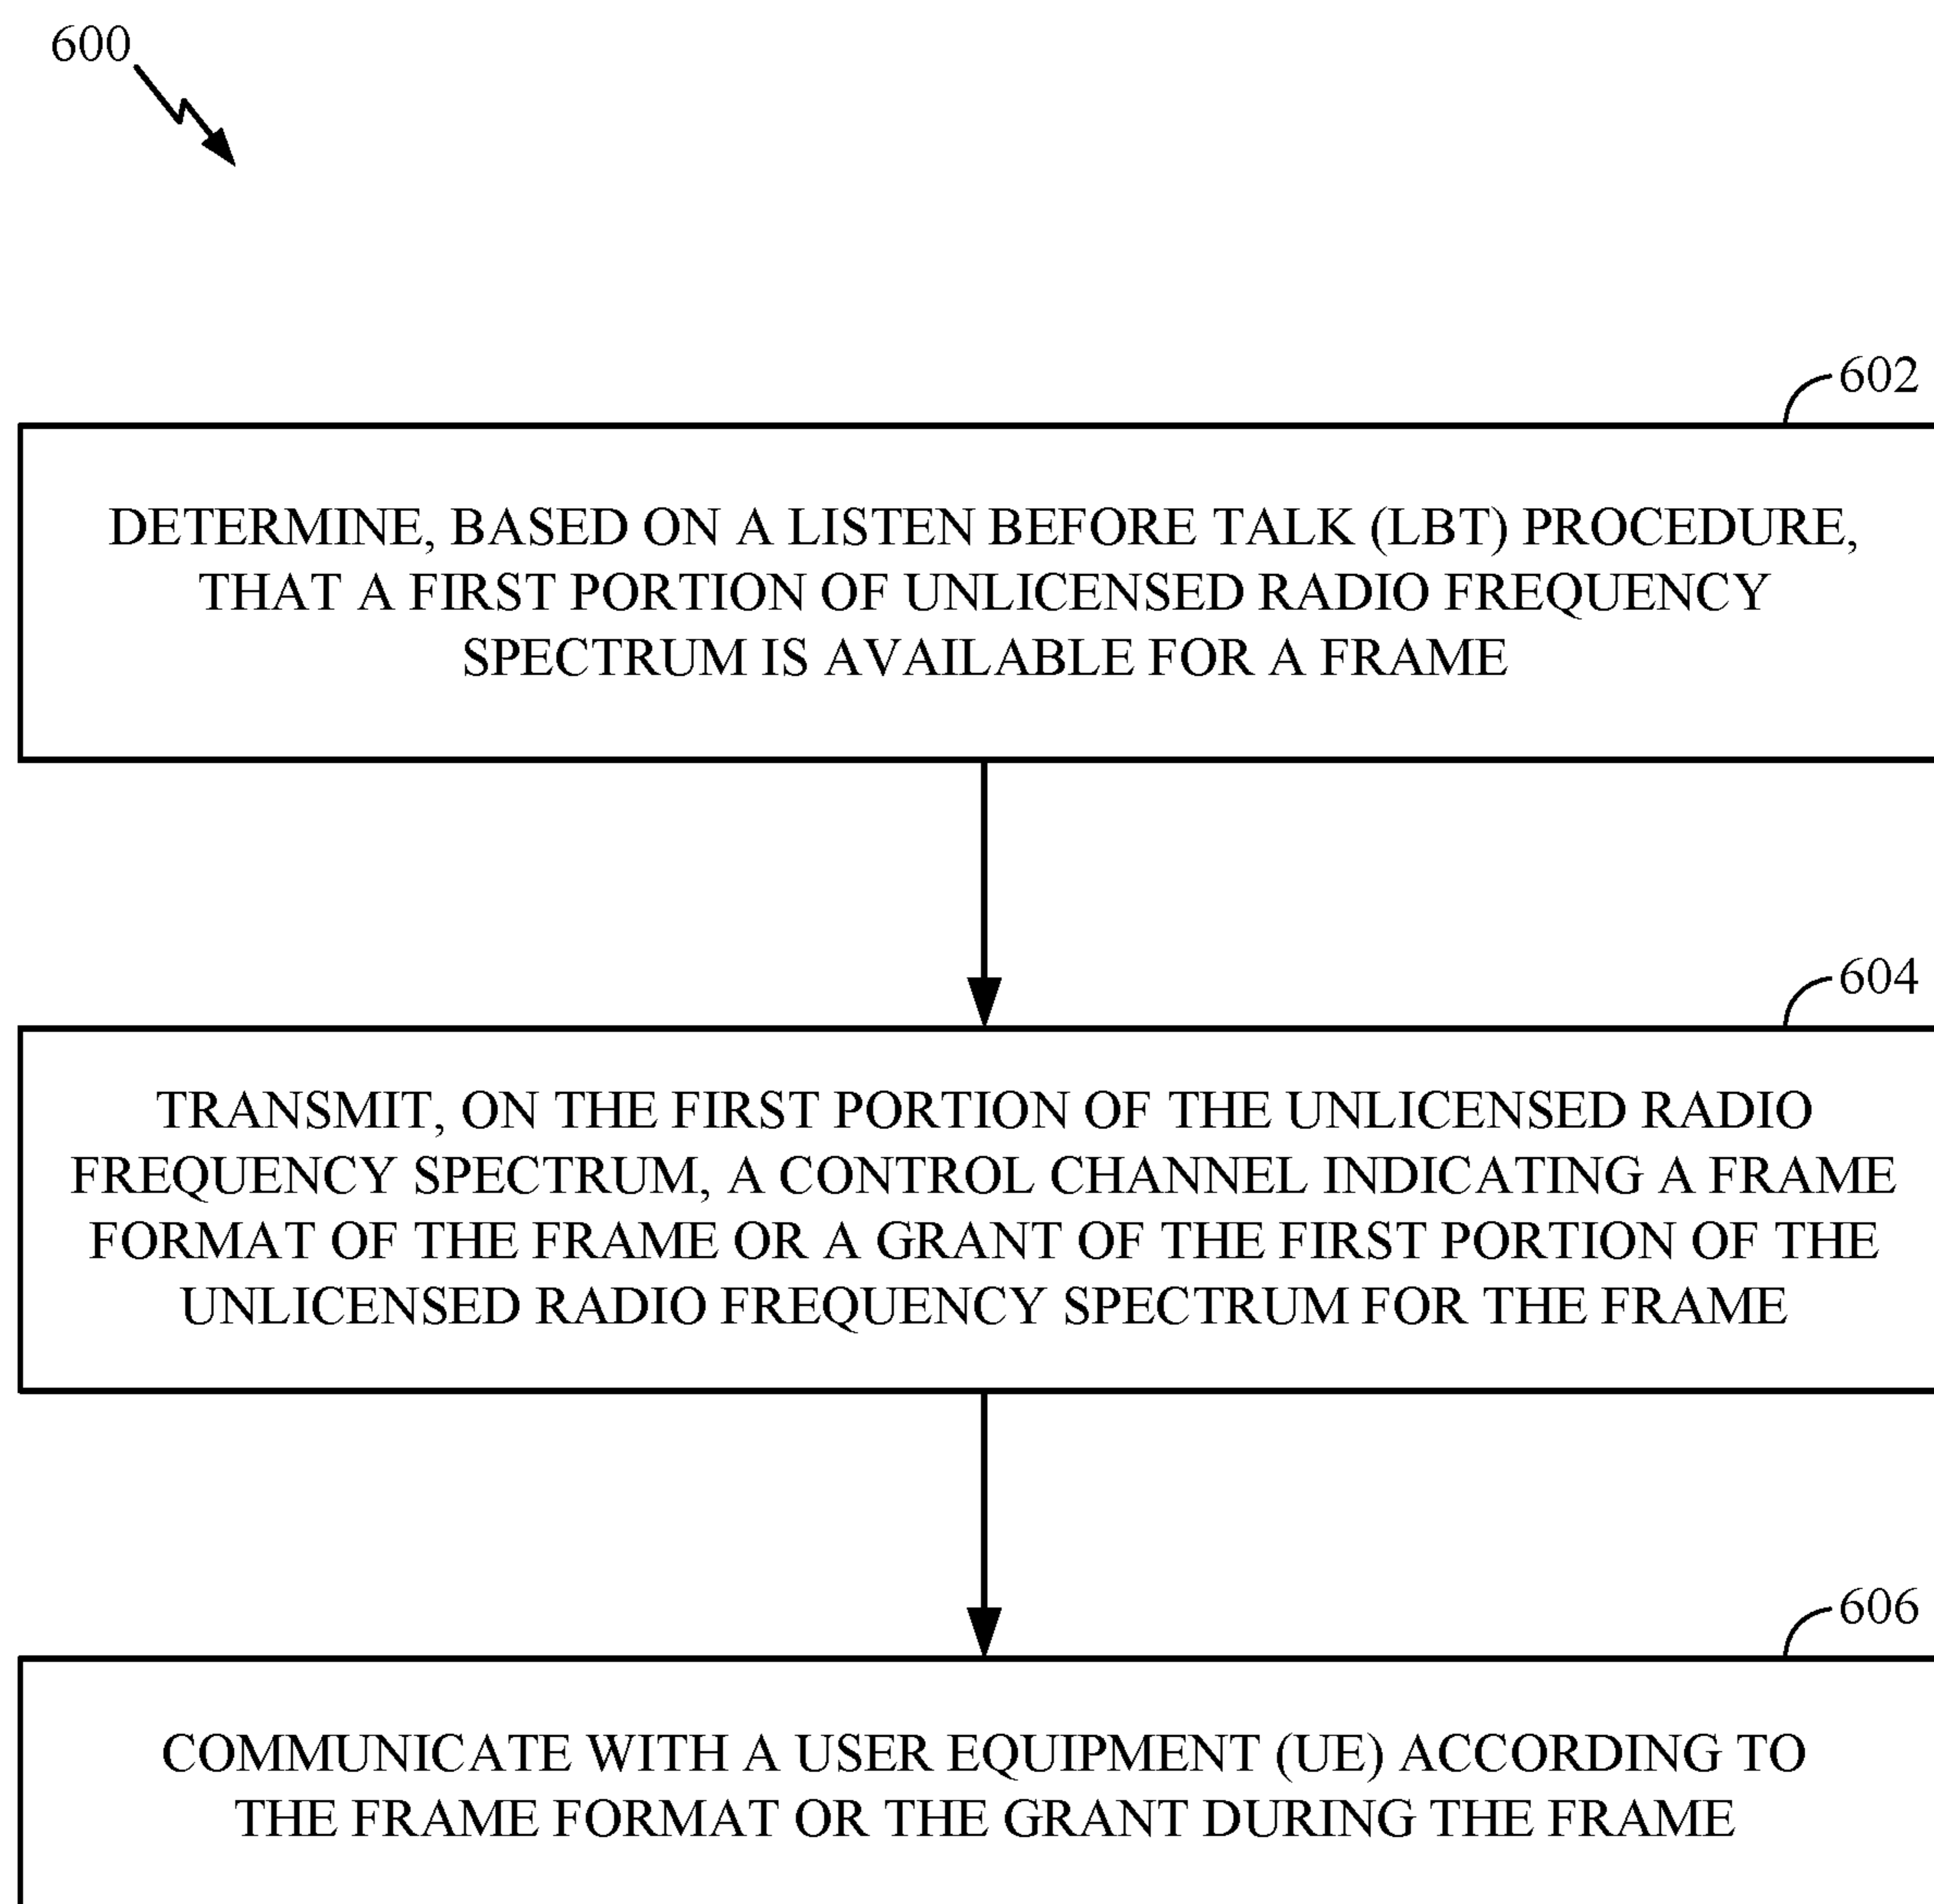 600
602
DETERMINE, BASED ON A LISTEN BEFORE TALK (LBT) PROCEDURE,
THAT A FIRST PORTION OF UNLICENSED RADIO FREQUENCY
SPECTRUM IS AVAILABLE FOR A FRAME
604
TRANSMIT, ON THE FIRST PORTION OF THE UNLICENSED RADIO
FREQUENCY SPECTRUM, A CONTROL CHANNEL INDICATING A FRAME
FORMAT OF THE FRAME OR A GRANT OF THE FIRST PORTION OF THE
UNLICENSED RADIO FREQUENCY SPECTRUM FOR THE FRAME
606
COMMUNICATE WITH A USER EQUIPMENT (UE) ACCORDING TO
THE FRAME FORMAT OR THE GRANT DURING THE FRAME